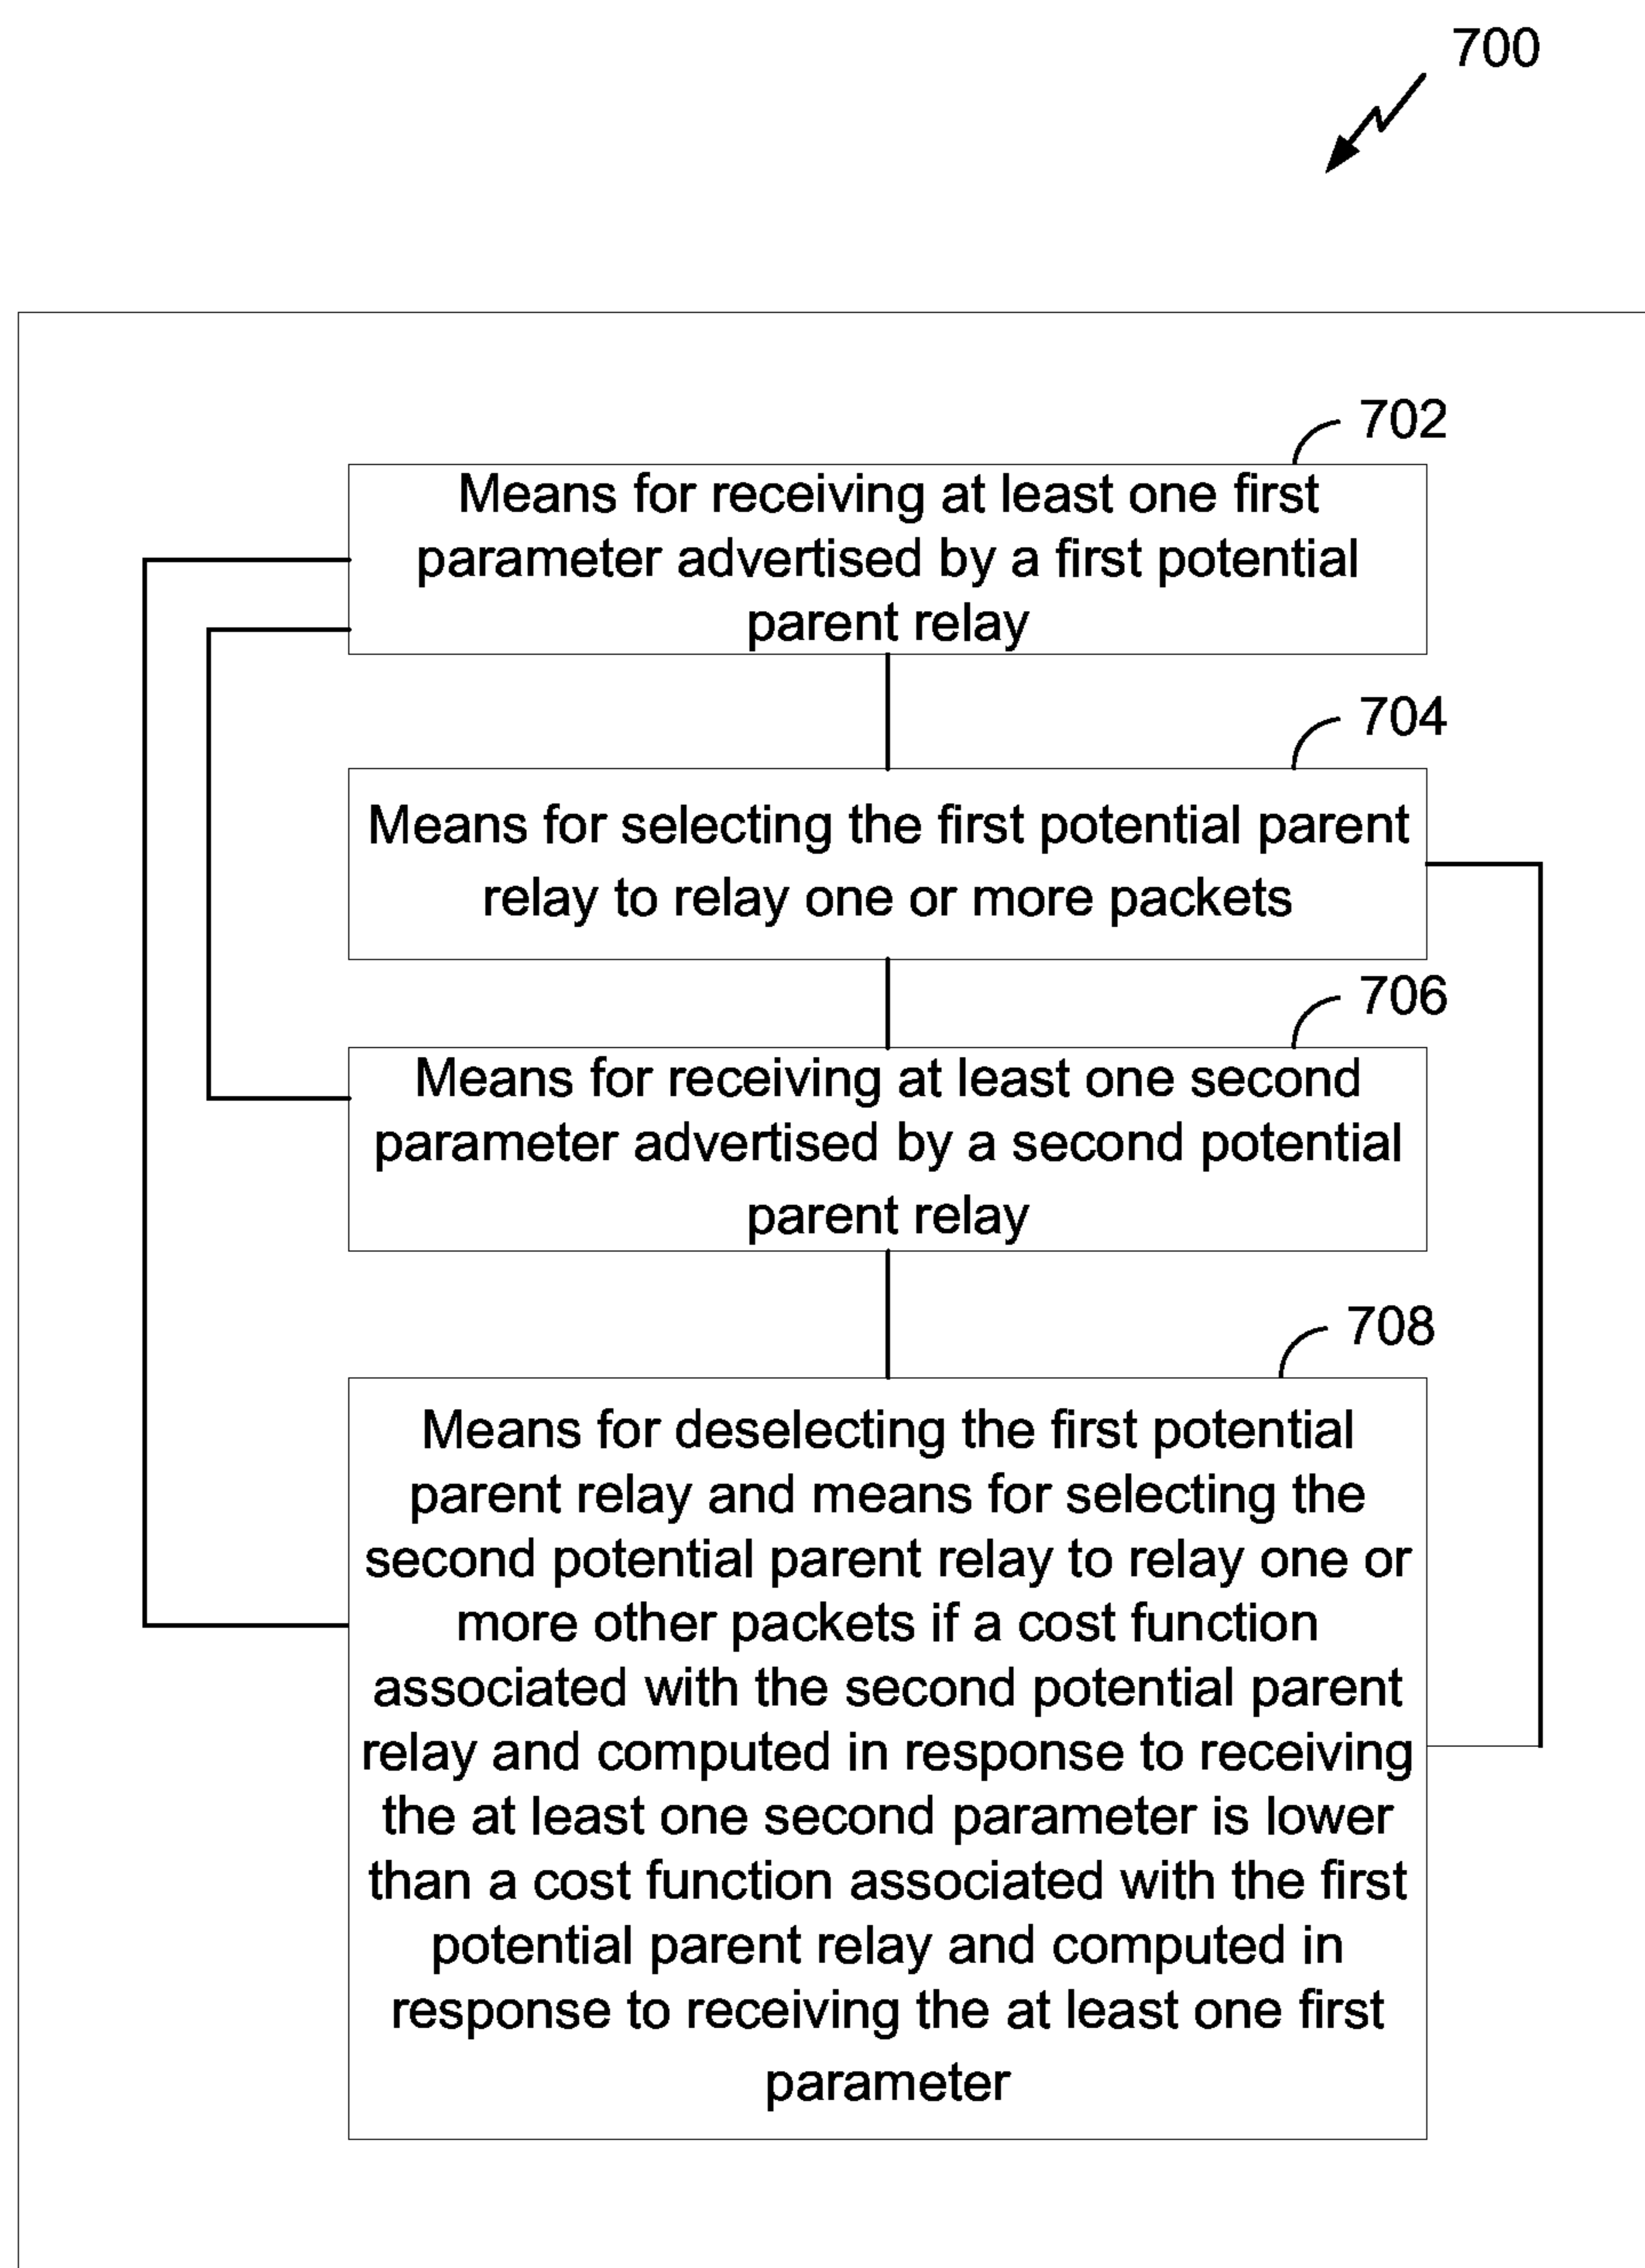 700
702
Means for receiving at least one first
parameter advertised by a first potential
parent relay
704
Means for selecting the first potential parent
relay to relay one or more packets
706
Means for receiving at least one second
parameter advertised by a second potential
parent relay
708
Means for deselecting the first potential
parent relay and means for selecting the
second potential parent relay to relay one or
more other packets if a cost function
associated with the second potential parent
relay and computed in response to receiving
the at least one second parameter is lower
than a cost function associated with the first
potential parent relay and computed in
response to receiving the at least one first
parameter